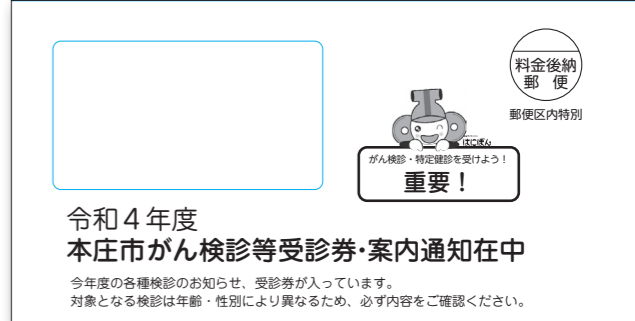 料金後納
郵　便
郵便区内特別
はにぽん
がん検診・特定健診を受けよう！
重要！
令和４年度
本庄市がん検診等受診券・案内通知在中
今年度の各種検診のお知らせ、受診券が入っています。
対象となる検診は年齢・性別により異なるため、必ず内容をご確認ください。